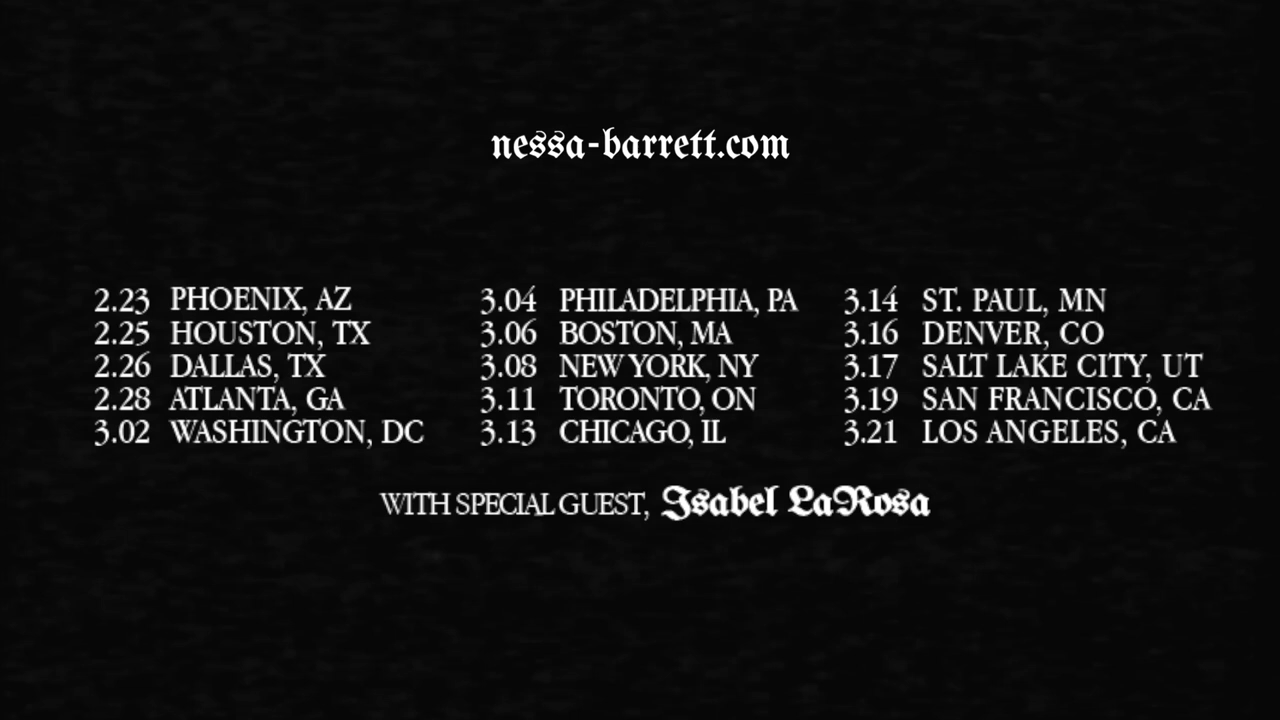 nessa-barrett.com
2.23 PHOENIX, AZ
2.25 HOUSTON, TX
2.26 DALLAS, TX
2.28 ATLANTA, GA
3.02 WASHINGTON, DC
3.04 PHILADELPHIA, PA
3.06 BOSTON, MA
3.08 NEW YORK, NY
3.11 TORONTO, ON
3.13 CHICAGO, IL
3.14 ST. PAUL, MN
3.16 DENVER, CO
3.17 SALT LAKE CITY, UT
3.19 SAN FRANCISCO, CA
3.21 LOS ANGELES, CA
WITH SPECIAL GUEST, Isabel LaRosa